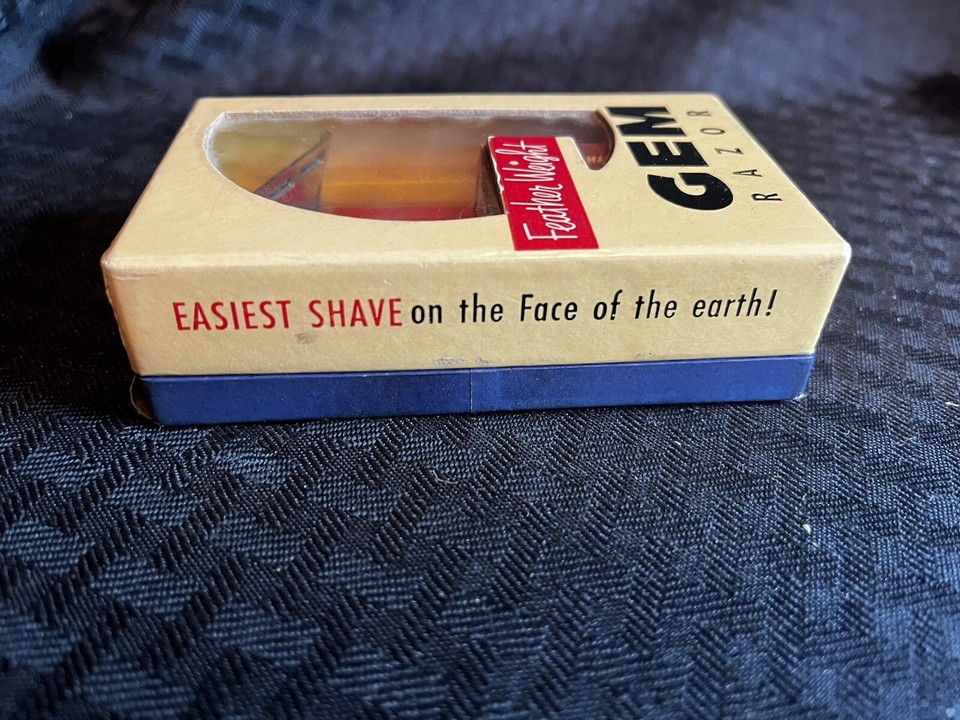 GEM
RAZOR
Feather Weight
EASIEST SHAVE on the Face of the earth!